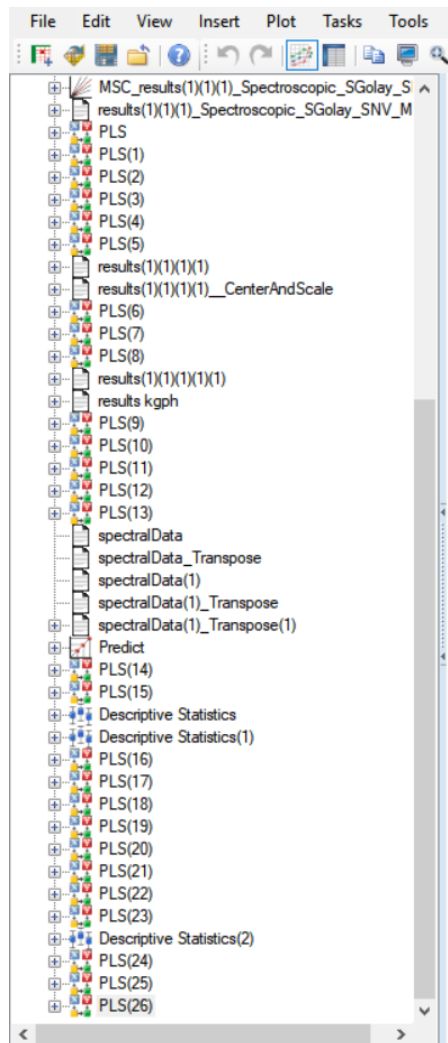 File Edit View Insert Plot Tasks Tools
MSC_results(1)(1)(1)_Spectroscopic_SGolay_S
results(1)(1)(1)_Spectroscopic_SGolay_SNV_M
PLS
PLS(1)
PLS(2)
PLS(3)
PLS(4)
PLS(5)
results(1)(1)(1)(1)
results(1)(1)(1)(1)__CenterAndScale
PLS(6)
PLS(7)
PLS(8)
results(1)(1)(1)(1)(1)
results kgph
PLS(9)
PLS(10)
PLS(11)
PLS(12)
PLS(13)
spectralData
spectralData_Transpose
spectralData(1)
spectralData(1)_Transpose
spectralData(1)_Transpose(1)
Predict
PLS(14)
PLS(15)
Descriptive Statistics
Descriptive Statistics(1)
PLS(16)
PLS(17)
PLS(18)
PLS(19)
PLS(20)
PLS(21)
PLS(22)
PLS(23)
Descriptive Statistics(2)
PLS(24)
PLS(25)
PLS(26)